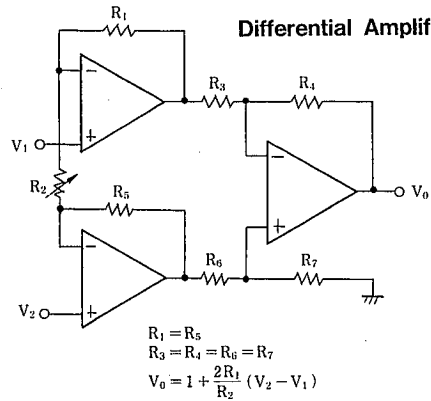 Differential Amplif
R1
R3
R4
V1
R2
R5
V0
R6
R7
V2
R1=R5
R3=R4=R6=R7
V0=1+2R1/R2 (V2−V1)